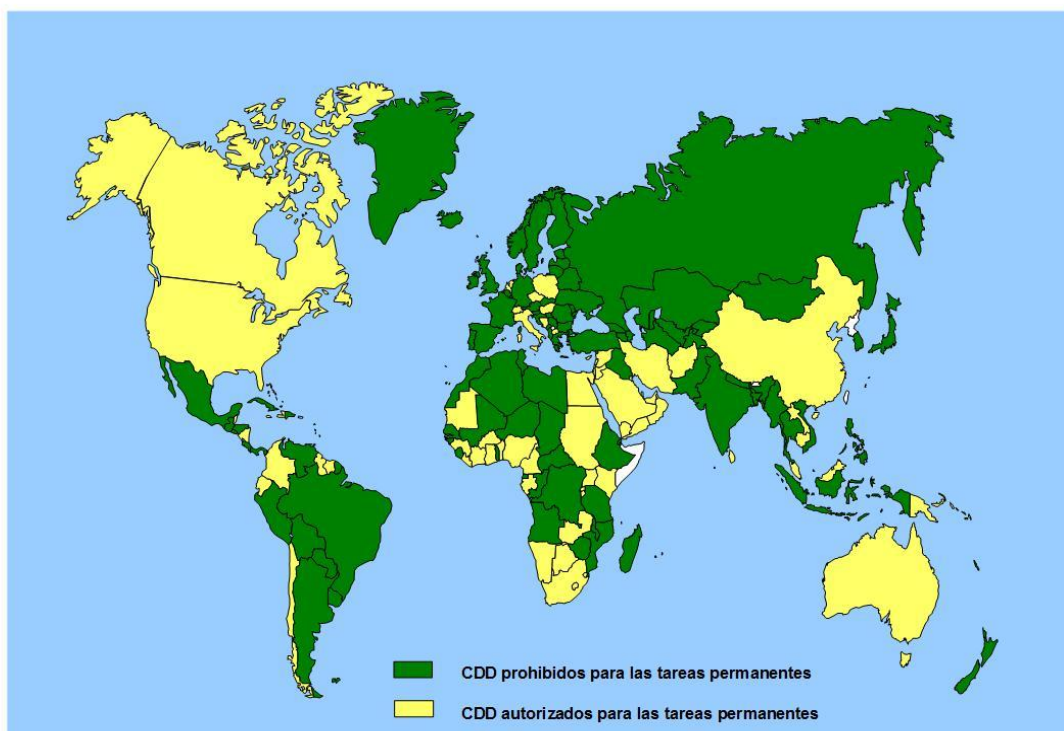 CDD prohibidos para las tareas permanentes
CDD autorizados para las tareas permanentes